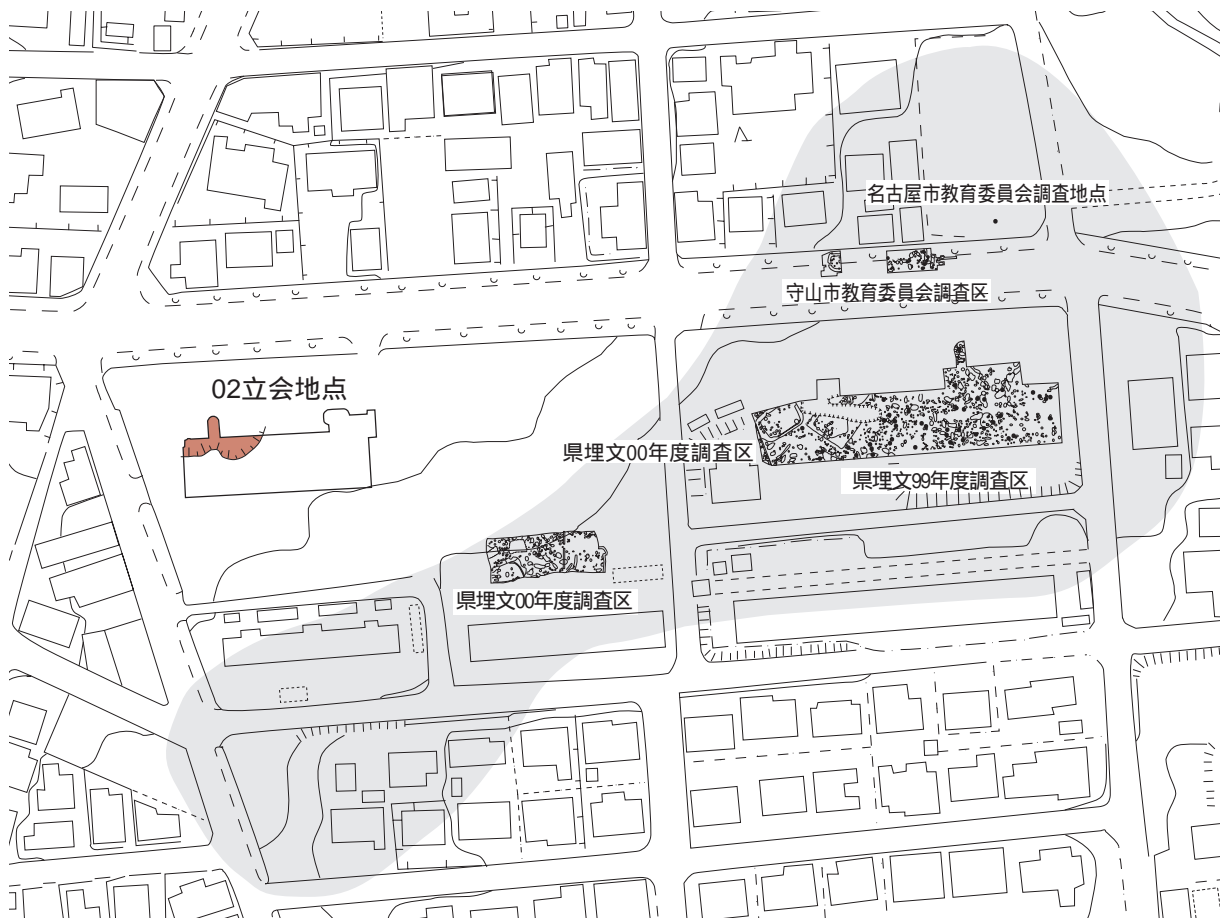 名古屋市教育委員会調査地点
守山市教育委員会調査区
02立会地点
県埋文00年度調査区
県埋文99年度調査区
県埋文00年度調査区